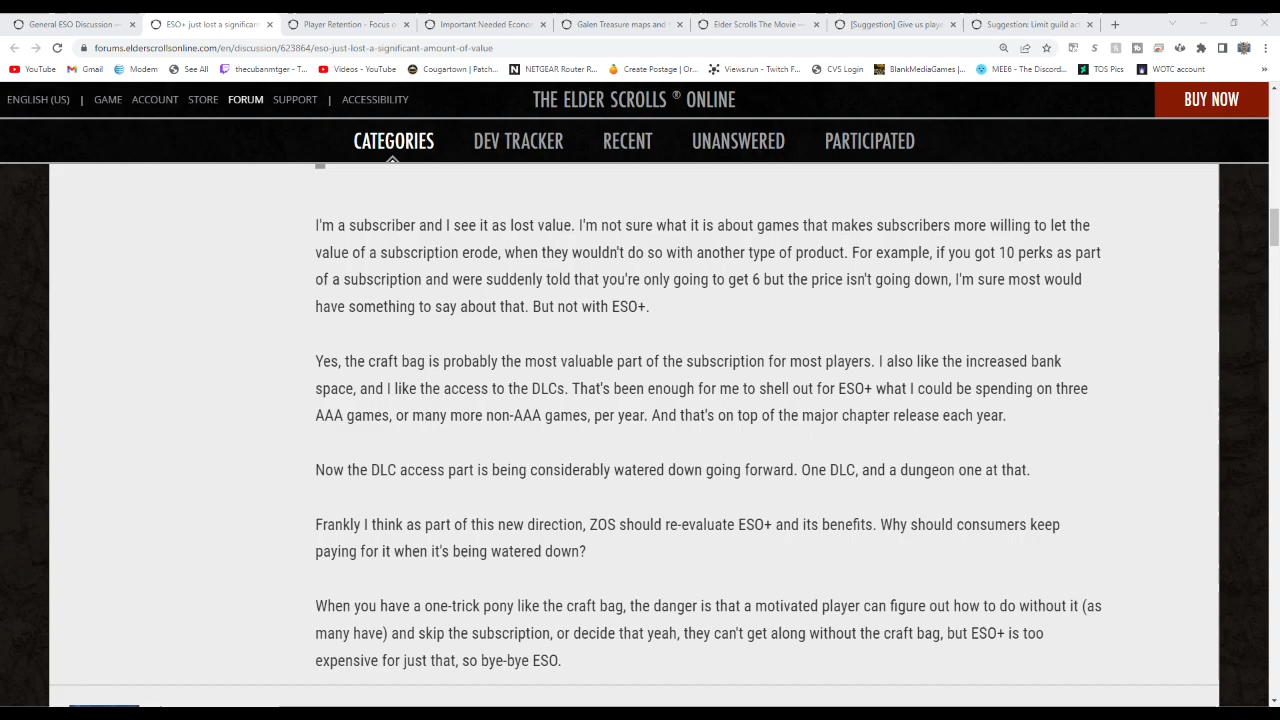 General ESO Discussion —
ESO+ just lost a significan
Player Retention - Focus o
Important Needed Econo
Galen Treasure maps and
Elder Scrolls The Movie —
[Suggestion] Give us play
Suggestion: Limit guild ac
forums.elderscrollsonline.com/en/discussion/623864/eso-just-lost-a-significant-amount-of-value
YouTube
Gmail
Modem
See All
thecubanmtger - T...
Videos - YouTube
Cougartown | Patch...
NETGEAR Router R...
Create Postage | Or...
Views.run - Twitch F...
CVS Login
BlankMediaGames |...
MEE6 - The Discord...
TOS Pics
WOTC account
ENGLISH (US) | GAME ACCOUNT STORE FORUM SUPPORT | ACCESSIBILITY
THE ELDER SCROLLS ® ONLINE
BUY NOW
CATEGORIES DEV TRACKER RECENT UNANSWERED PARTICIPATED
I'm a subscriber and I see it as lost value. I'm not sure what it is about games that makes subscribers more willing to let the
value of a subscription erode, when they wouldn't do so with another type of product. For example, if you got 10 perks as part
of a subscription and were suddenly told that you're only going to get 6 but the price isn't going down, I'm sure most would
have something to say about that. But not with ESO+.
Yes, the craft bag is probably the most valuable part of the subscription for most players. I also like the increased bank
space, and I like the access to the DLCs. That's been enough for me to shell out for ESO+ what I could be spending on three
AAA games, or many more non-AAA games, per year. And that's on top of the major chapter release each year.
Now the DLC access part is being considerably watered down going forward. One DLC, and a dungeon one at that.
Frankly I think as part of this new direction, ZOS should re-evaluate ESO+ and its benefits. Why should consumers keep
paying for it when it's being watered down?
When you have a one-trick pony like the craft bag, the danger is that a motivated player can figure out how to do without it (as
many have) and skip the subscription, or decide that yeah, they can't get along without the craft bag, but ESO+ is too
expensive for just that, so bye-bye ESO.